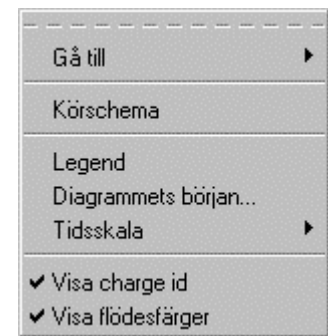 Gå till
Körschema
Legend
Diagrammets början...
Tidsskala
Visa charge id
Visa flödesfärger